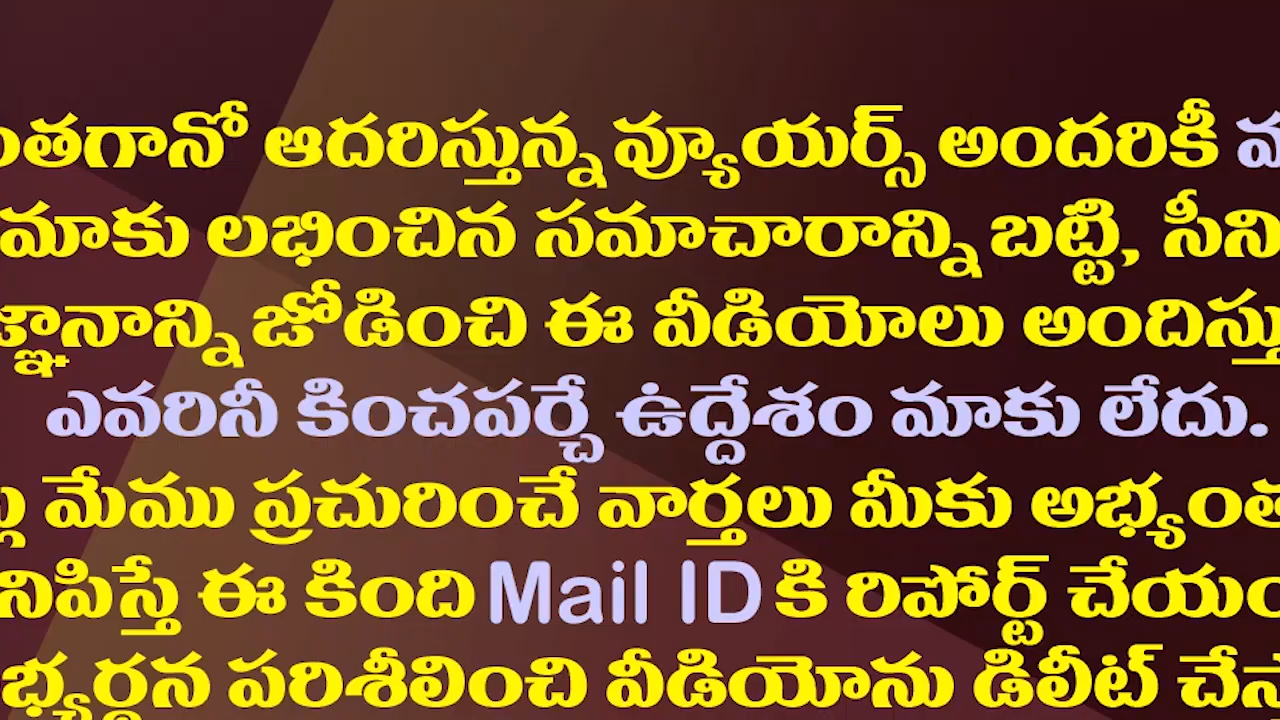 ఆదరిస్తున్న వ్యూయర్స్ అందరికీ
మాకు లభించిన సమాచారాన్ని బట్టి,
జోడించి ఈ వీడియోలు
ఎవరినీ కించపర్చే ఉద్దేశం మాకు లేదు.
మేము ప్రచురించే వార్తలు మీకు
ఈ కింది Mail ID కి రిపోర్ట్
పరిశీలించి వీడియోను డిలీట్